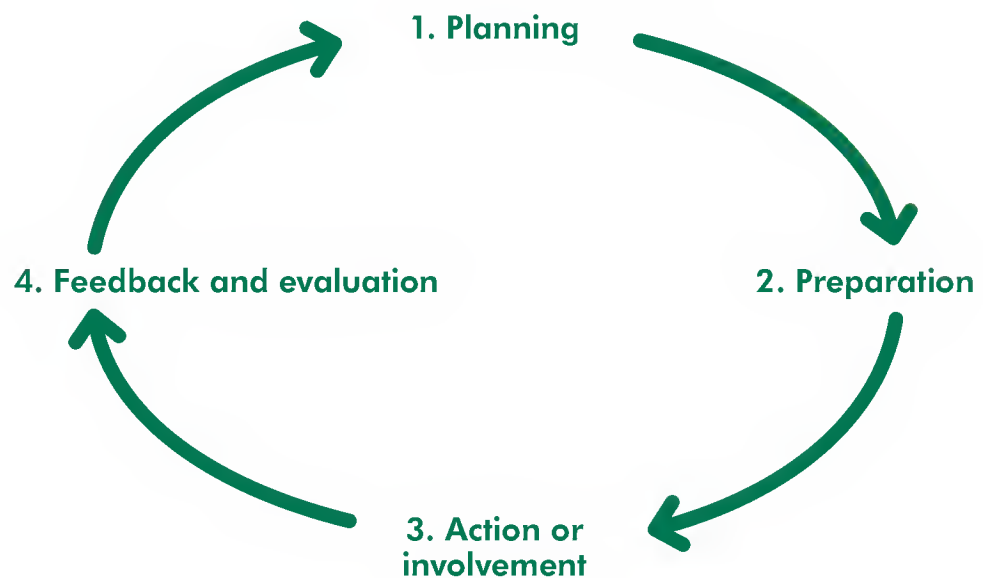 1. Planning
2. Preparation
3. Action or
involvement
4. Feedback and evaluation